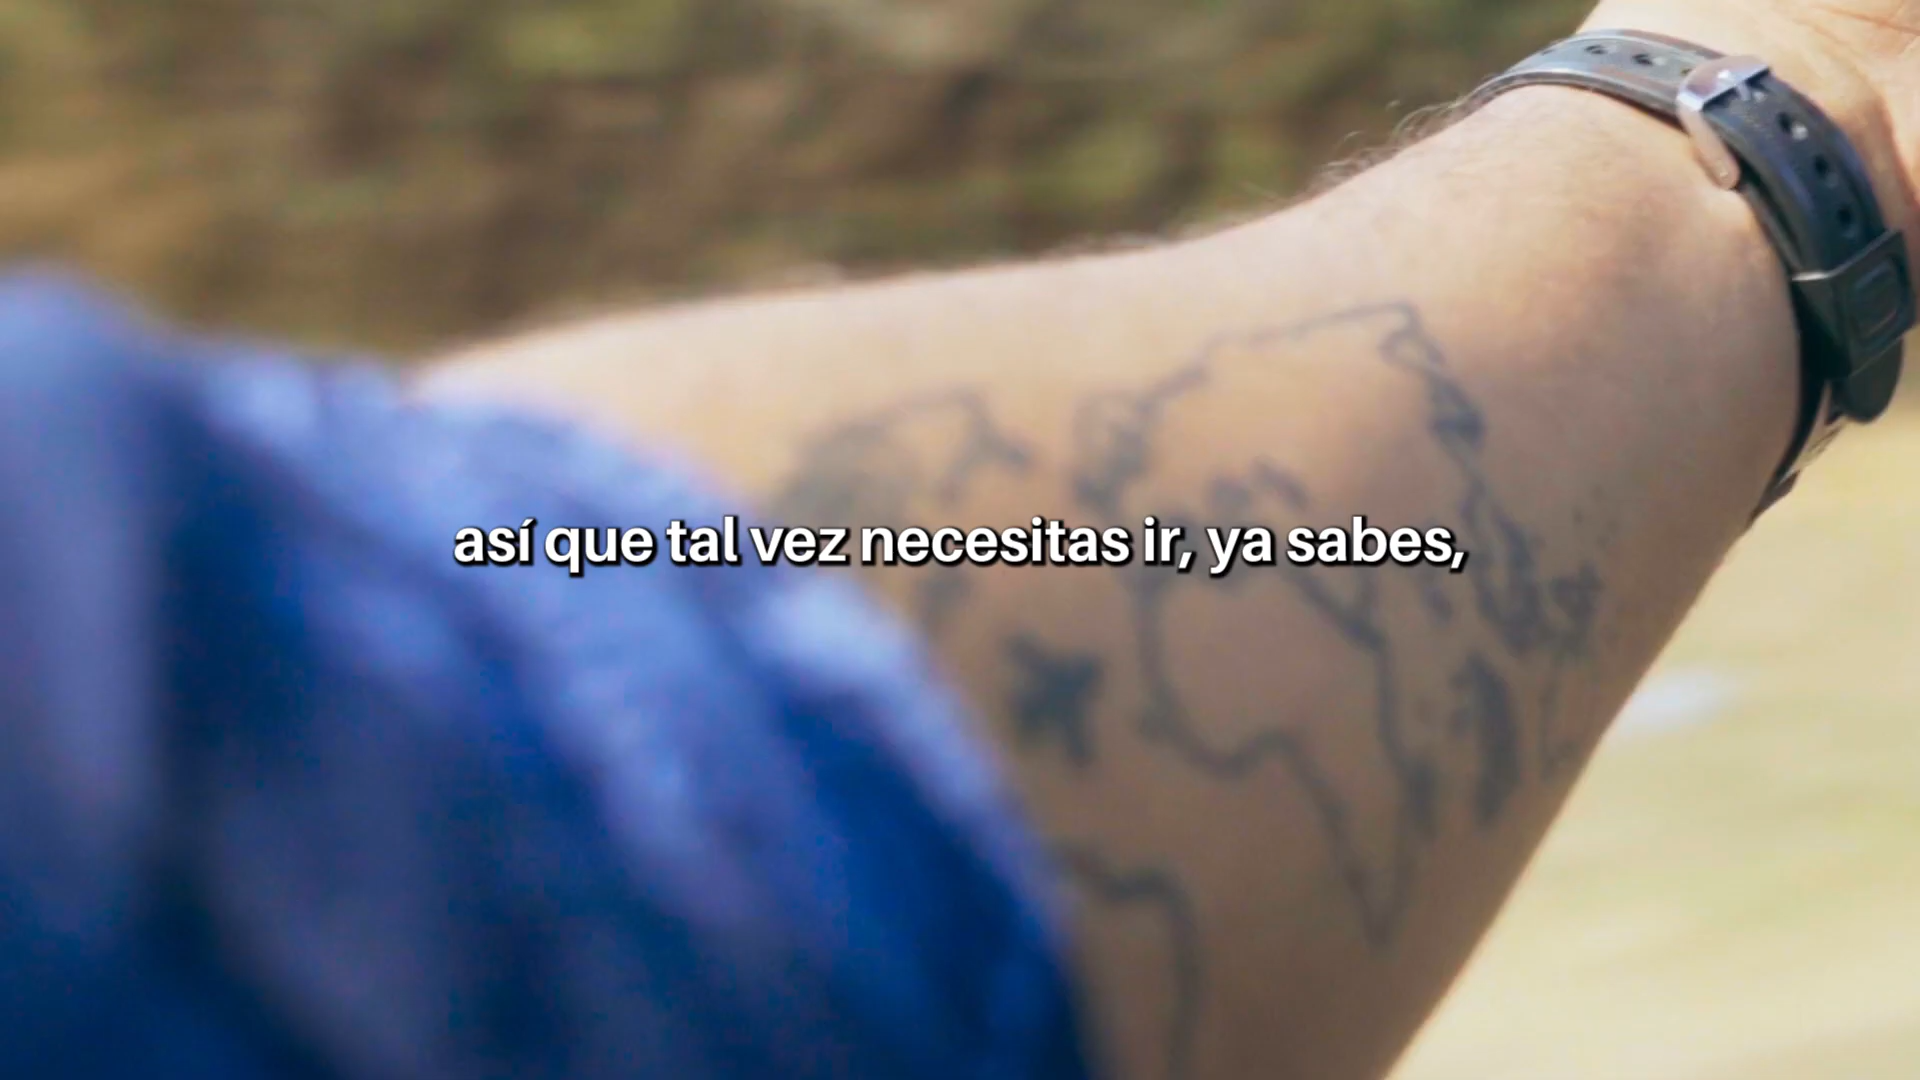 así que tal vez necesitas ir, ya sabes,